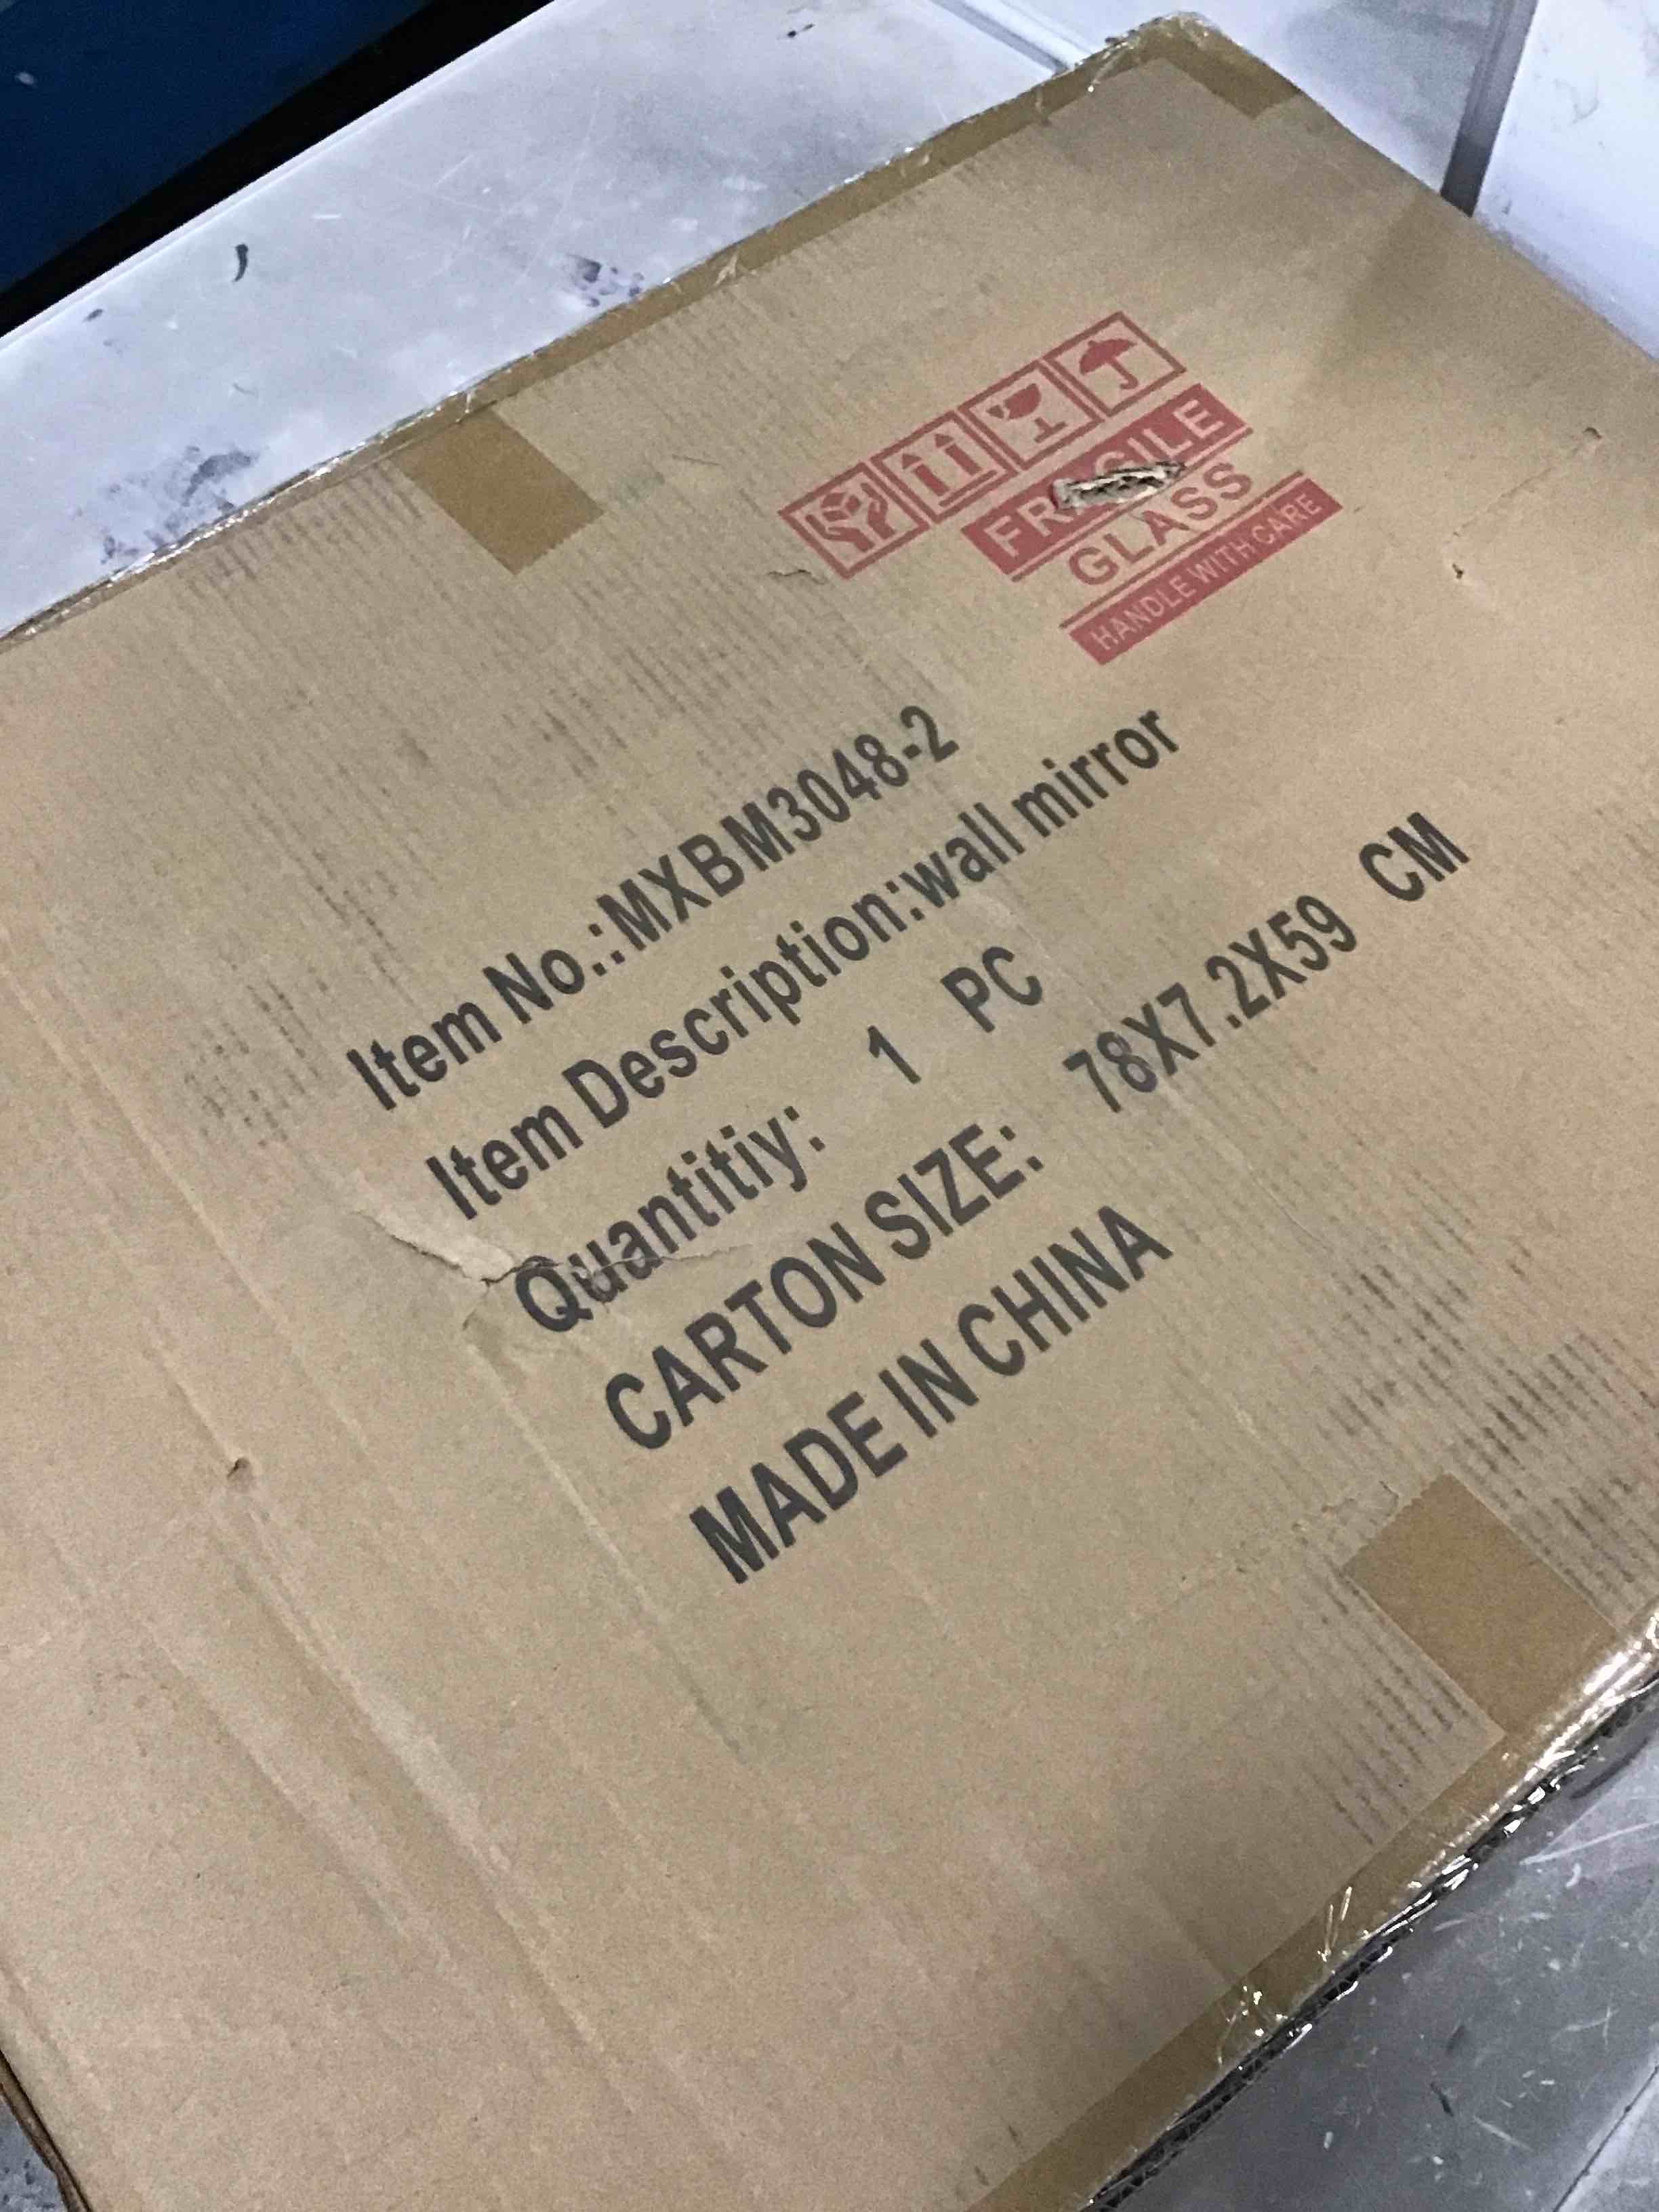 FRAGILE
GLASS
HANDLE WITH CARE
Item No.:MXBM3048-2
Item Description:wall mirror
Quantitiy: 1 PC
CARTON SIZE: 78X7.2X59 CM
MADE IN CHINA